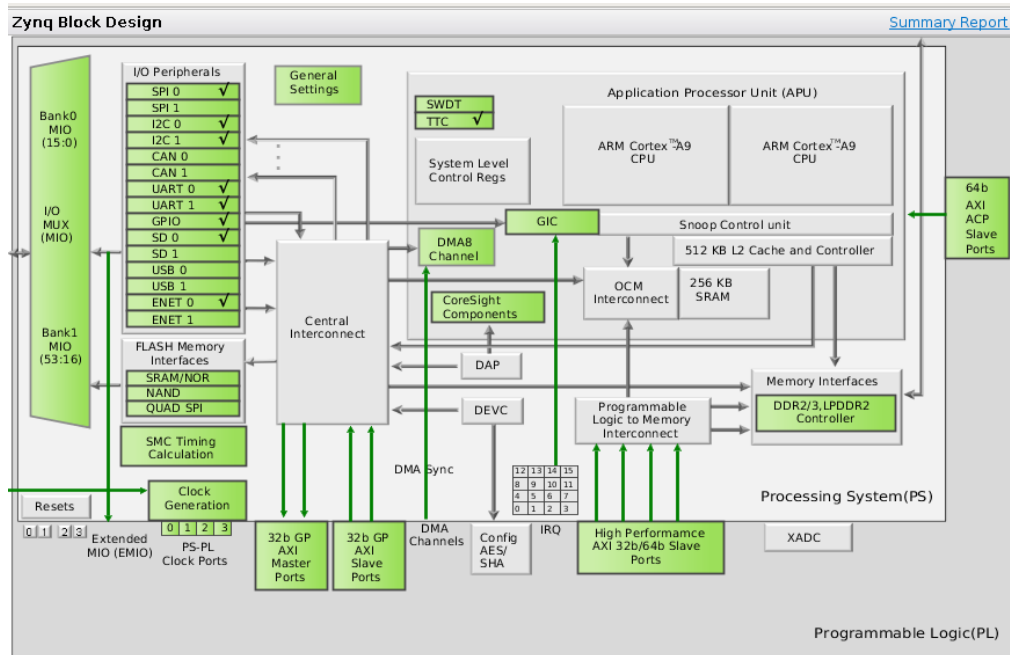 Zynq Block Design
Summary Report
I/O Peripherals
SPI 0 √
SPI 1
I2C 0 √
I2C 1 √
CAN 0
CAN 1
UART 0 √
UART 1 √
GPIO √
SD 0 √
SD 1
USB 0
USB 1
ENET 0 √
ENET 1
General
Settings
Bank0
MIO
(15:0)
I/O
MUX
(MIO)
Bank1
MIO
(53:16)
Application Processor Unit (APU)
SWDT
TTC √
System Level
Control Regs
ARM Cortex™-A9
CPU
ARM Cortex™-A9
CPU
GIC
Snoop Control unit
512 KB L2 Cache and Controller
DMA8
Channel
OCM
Interconnect
256 KB
SRAM
CoreSight
Components
Central
Interconnect
64b
AXI
ACP
Slave
Ports
FLASH Memory
Interfaces
SRAM/NOR
NAND
QUAD SPI
SMC Timing
Calculation
DAP
DEVC
Programmable
Logic to Memory
Interconnect
Memory Interfaces
DDR2/3,LPDDR2
Controller
DMA Sync
12 13 14 15
8 9 10 11
4 5 6 7
0 1 2 3
Processing System(PS)
Resets
0 1 2 3
Clock
Generation
0 1 2 3
Extended
MIO (EMIO)
PS-PL
Clock Ports
32b GP
AXI
Master
Ports
32b GP
AXI
Slave
Ports
DMA
Channels
Config
AES/
SHA
IRQ
High Performamce
AXI 32b/64b Slave
Ports
XADC
Programmable Logic(PL)